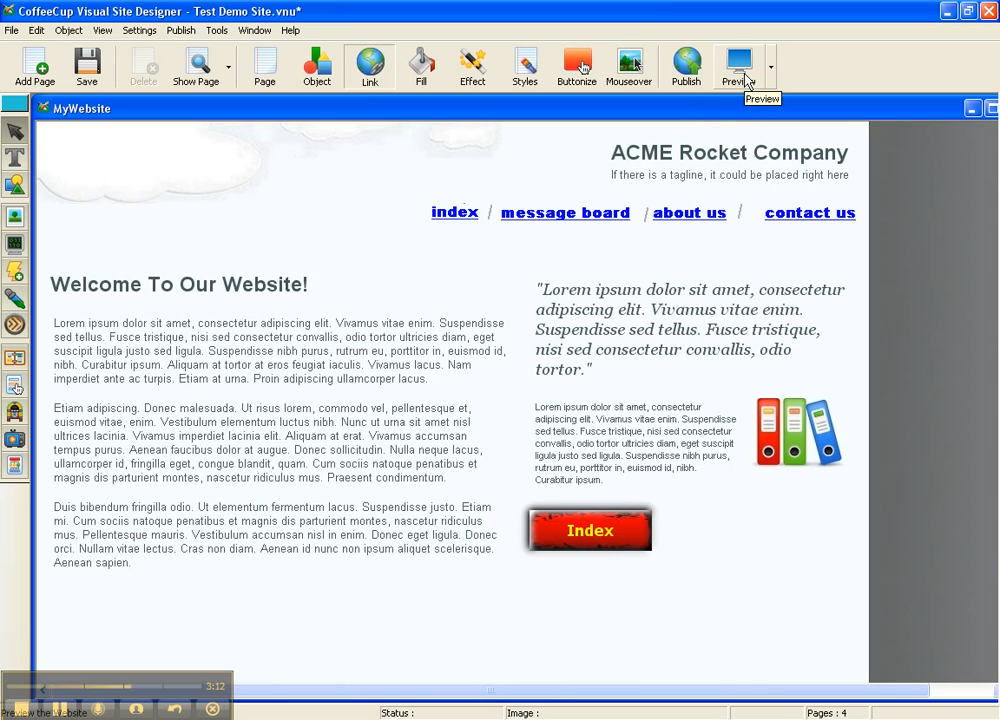 CoffeeCup Visual Site Designer - Test Demo Site.vnu*
File Edit Object View Settings Publish Tools Window Help
Add Page Save Delete Show Page Page Object Link Fill Effect Styles Buttonize Mouseover Publish Preview
Preview
MyWebsite
ACME Rocket Company
If there is a tagline, it could be placed right here
index / message board / about us / contact us
Welcome To Our Website!
Lorem ipsum dolor sit amet, consectetur adipiscing elit. Vivamus vitae enim. Suspendisse
sed tellus. Fusce tristique, nisi sed consectetur convallis, odio tortor ultricies diam, eget
suscipit ligula justo sed ligula. Suspendisse nibh purus, rutrum eu, porttitor in, euismod id,
nibh. Curabitur ipsum. Aliquam at tortor at eros feugiat iaculis. Vivamus lacus. Nam
imperdiet ante ac turpis. Etiam at urna. Proin adipiscing ullamcorper lacus.
Etiam adipiscing. Donec malesuada. Ut risus lorem, commodo vel, pellentesque et,
euismod vitae, enim. Vestibulum elementum luctus nibh. Nunc ut urna sit amet nisl
ultrices lacinia. Vivamus imperdiet lacinia elit. Aliquam at erat. Vivamus accumsan
tempus purus. Aenean faucibus dolor at augue. Donec sollicitudin. Nulla neque lacus,
ullamcorper id, fringilla eget, congue blandit, quam. Cum sociis natoque penatibus et
magnis dis parturient montes, nascetur ridiculus mus. Praesent condimentum.
Duis bibendum fringilla odio. Ut elementum fermentum lacus. Suspendisse justo. Etiam
mi. Cum sociis natoque penatibus et magnis dis parturient montes, nascetur ridiculus
mus. Pellentesque mauris. Vestibulum accumsan nisl in enim. Donec eget ligula. Donec
orci. Nullam vitae lectus. Cras non diam. Aenean id nunc non ipsum aliquet scelerisque.
Aenean sapien.
"Lorem ipsum dolor sit amet, consectetur
adipiscing elit. Vivamus vitae enim.
Suspendisse sed tellus. Fusce tristique,
nisi sed consectetur convallis, odio
tortor."
Lorem ipsum dolor sit amet, consectetur
adipiscing elit. Vivamus vitae enim. Suspendisse
sed tellus. Fusce tristique, nisi sed consectetur
convallis, odio tortor ultricies diam, eget suscipit
ligula justo sed ligula. Suspendisse nibh purus,
rutrum eu, porttitor in, euismod id, nibh.
Curabitur ipsum.
Index
3:12
Preview the Website
Status :
Image :
Pages : 4